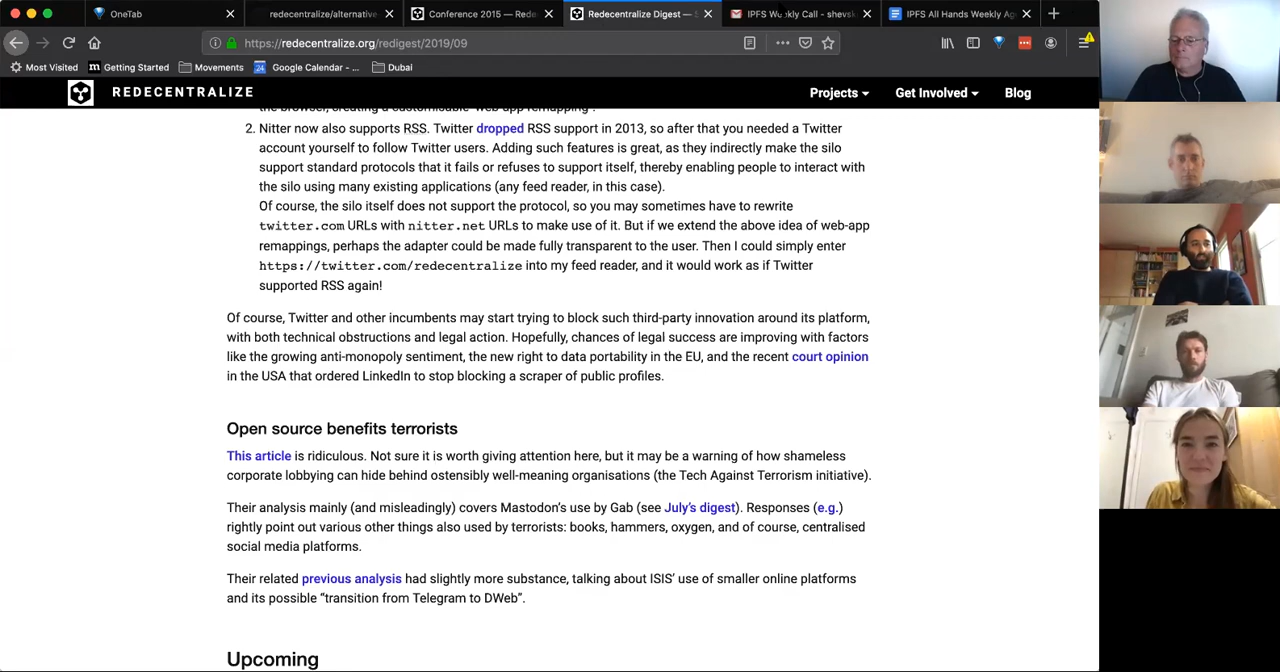 OneTab
redecentralize/alternative
Conference 2015 — Rede
Redecentralize Digest — S
IPFS Weekly Call - shevsk
IPFS All Hands Weekly Ag
https://redecentralize.org/redigest/2019/09
Most Visited
Getting Started
Movements
24 Google Calendar - ...
Dubai
REDECENTRALIZE
Projects
Get Involved
Blog
the browser, creating a customisable "web-app remapping".
2. Nitter now also supports RSS. Twitter dropped RSS support in 2013, so after that you needed a Twitter
account yourself to follow Twitter users. Adding such features is great, as they indirectly make the silo
support standard protocols that it fails or refuses to support itself, thereby enabling people to interact with
the silo using many existing applications (any feed reader, in this case).
Of course, the silo itself does not support the protocol, so you may sometimes have to rewrite
twitter.com URLs with nitter.net URLs to make use of it. But if we extend the above idea of web-app
remappings, perhaps the adapter could be made fully transparent to the user. Then I could simply enter
https://twitter.com/redecentralize into my feed reader, and it would work as if Twitter
supported RSS again!
Of course, Twitter and other incumbents may start trying to block such third-party innovation around its platform,
with both technical obstructions and legal action. Hopefully, chances of legal success are improving with factors
like the growing anti-monopoly sentiment, the new right to data portability in the EU, and the recent court opinion
in the USA that ordered LinkedIn to stop blocking a scraper of public profiles.
Open source benefits terrorists
This article is ridiculous. Not sure it is worth giving attention here, but it may be a warning of how shameless
corporate lobbying can hide behind ostensibly well-meaning organisations (the Tech Against Terrorism initiative).
Their analysis mainly (and misleadingly) covers Mastodon's use by Gab (see July's digest). Responses (e.g.)
rightly point out various other things also used by terrorists: books, hammers, oxygen, and of course, centralised
social media platforms.
Their related previous analysis had slightly more substance, talking about ISIS' use of smaller online platforms
and its possible "transition from Telegram to DWeb".
Upcoming